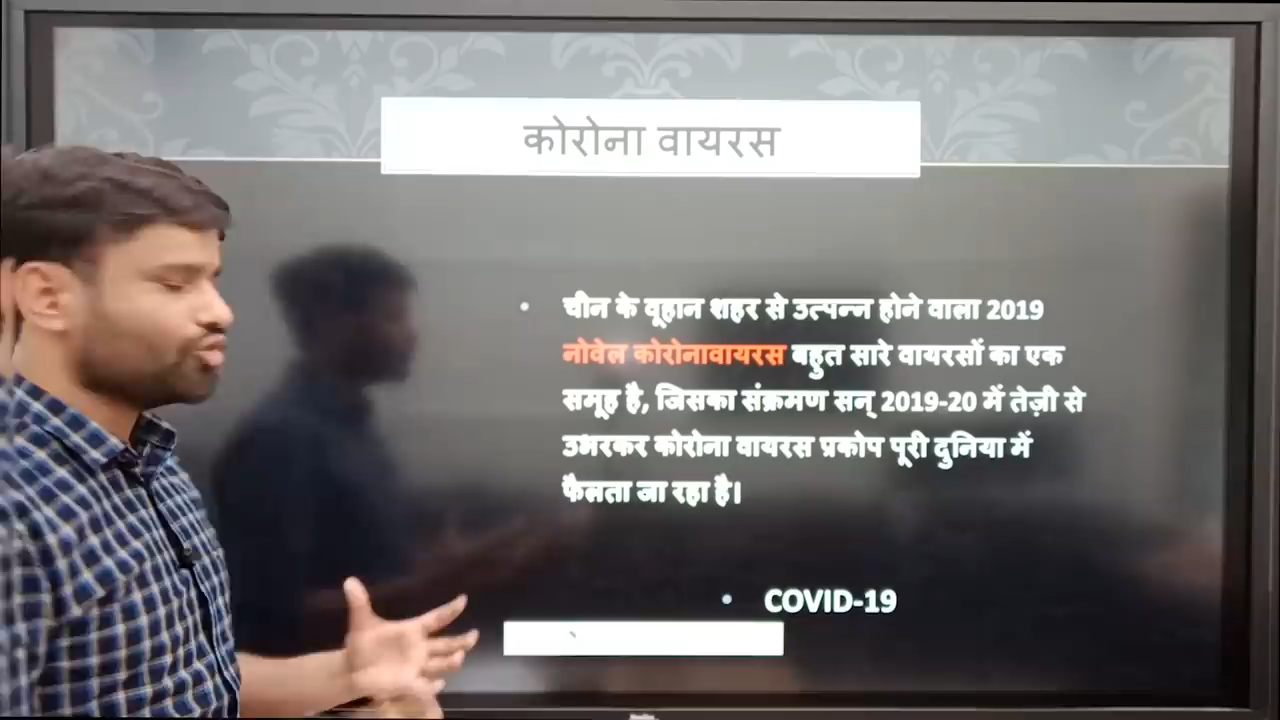 कोरोना वायरस
• चीन के वूहान शहर से उत्पन्न होने वाला 2019
नोवेल कोरोनावायरस बहुत सारे वायरसों का एक
समूह है, जिसका संक्रमण सन् 2019-20 में तेज़ी से
उभरकर कोरोना वायरस प्रकोप पूरी दुनिया में
फैलता जा रहा है।
• COVID-19